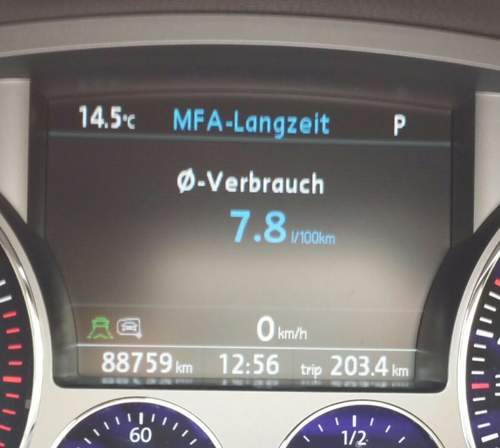 14.5°C MFA-Langzeit P
Ø-Verbrauch
7.8 l/100km
0 km/h
88759 km 12:56 trip 203.4 km
60 1/2